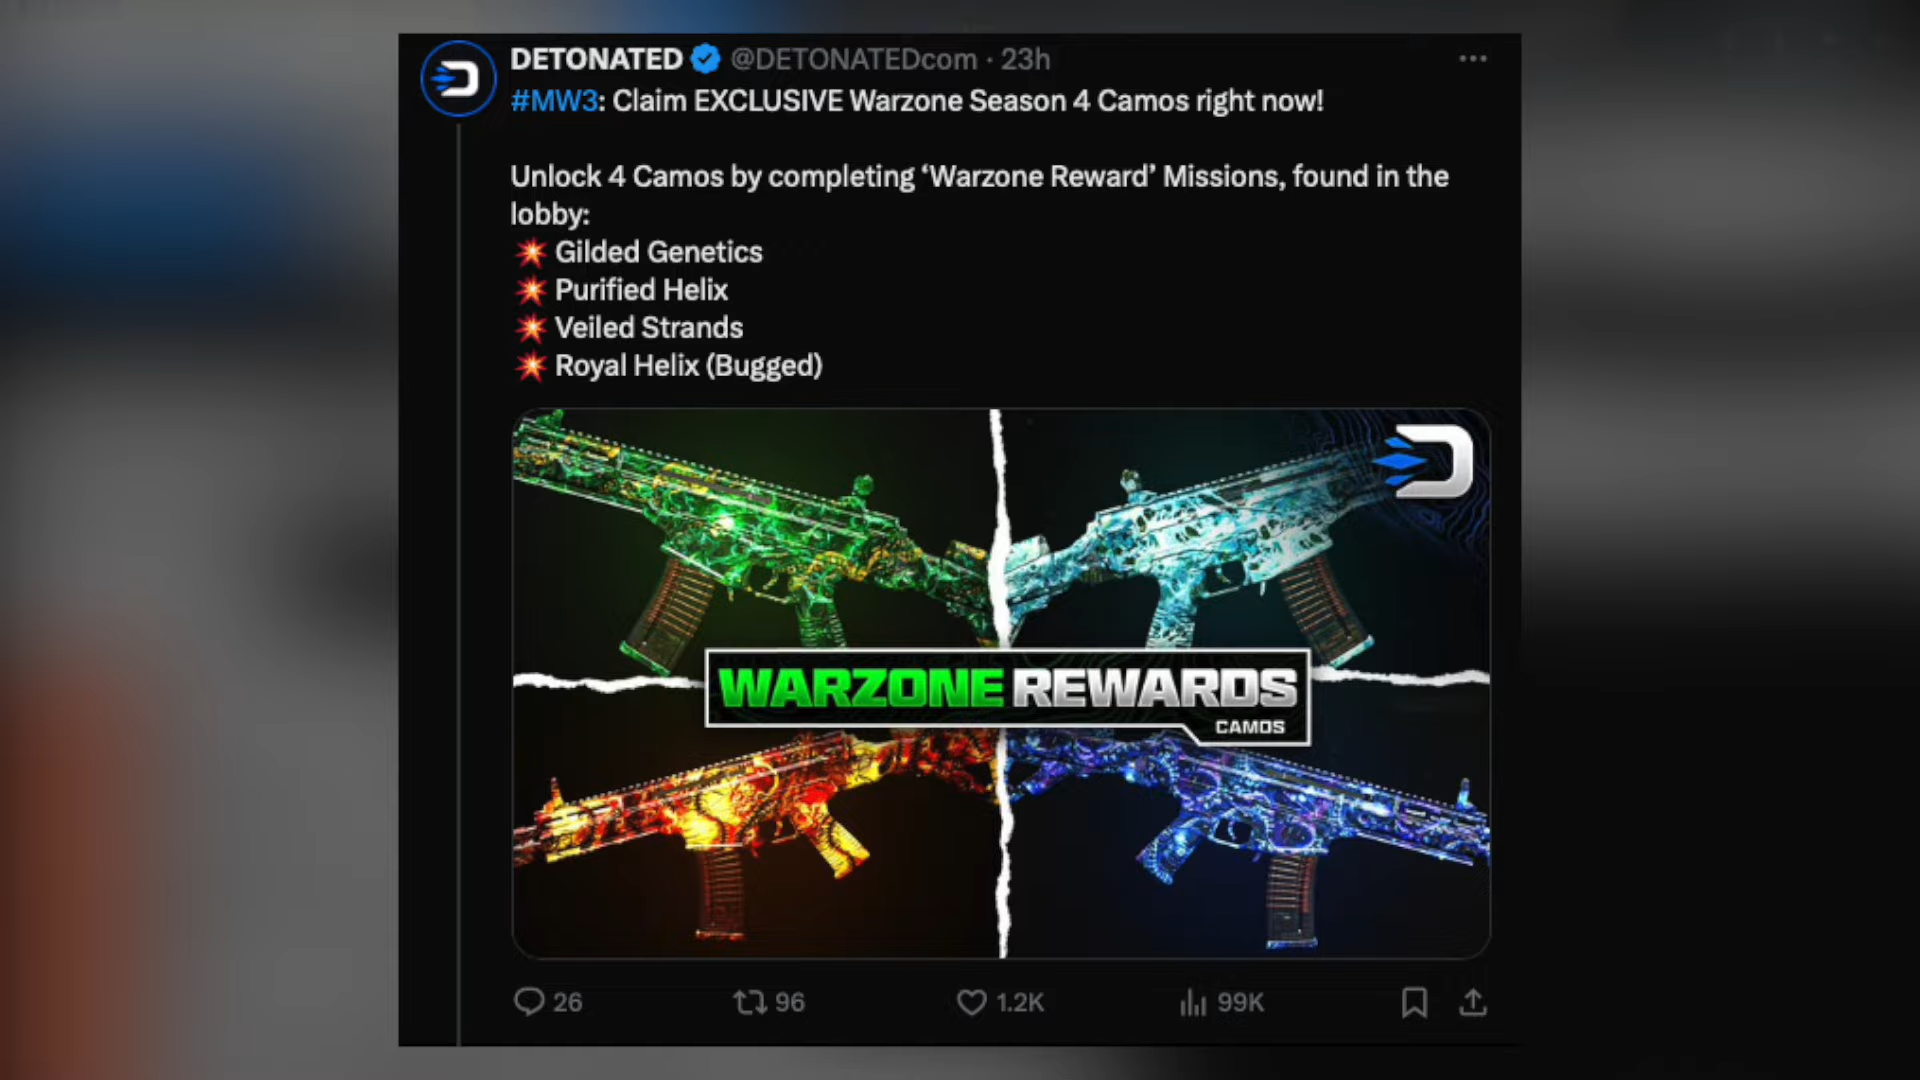 DETONATED @DETONATEDcom · 23h
#MW3: Claim EXCLUSIVE Warzone Season 4 Camos right now!
Unlock 4 Camos by completing ‘Warzone Reward’ Missions, found in the
lobby:
💥 Gilded Genetics
💥 Purified Helix
💥 Veiled Strands
💥 Royal Helix (Bugged)
WARZONE REWARDS
CAMOS
26 96 1.2K 99K